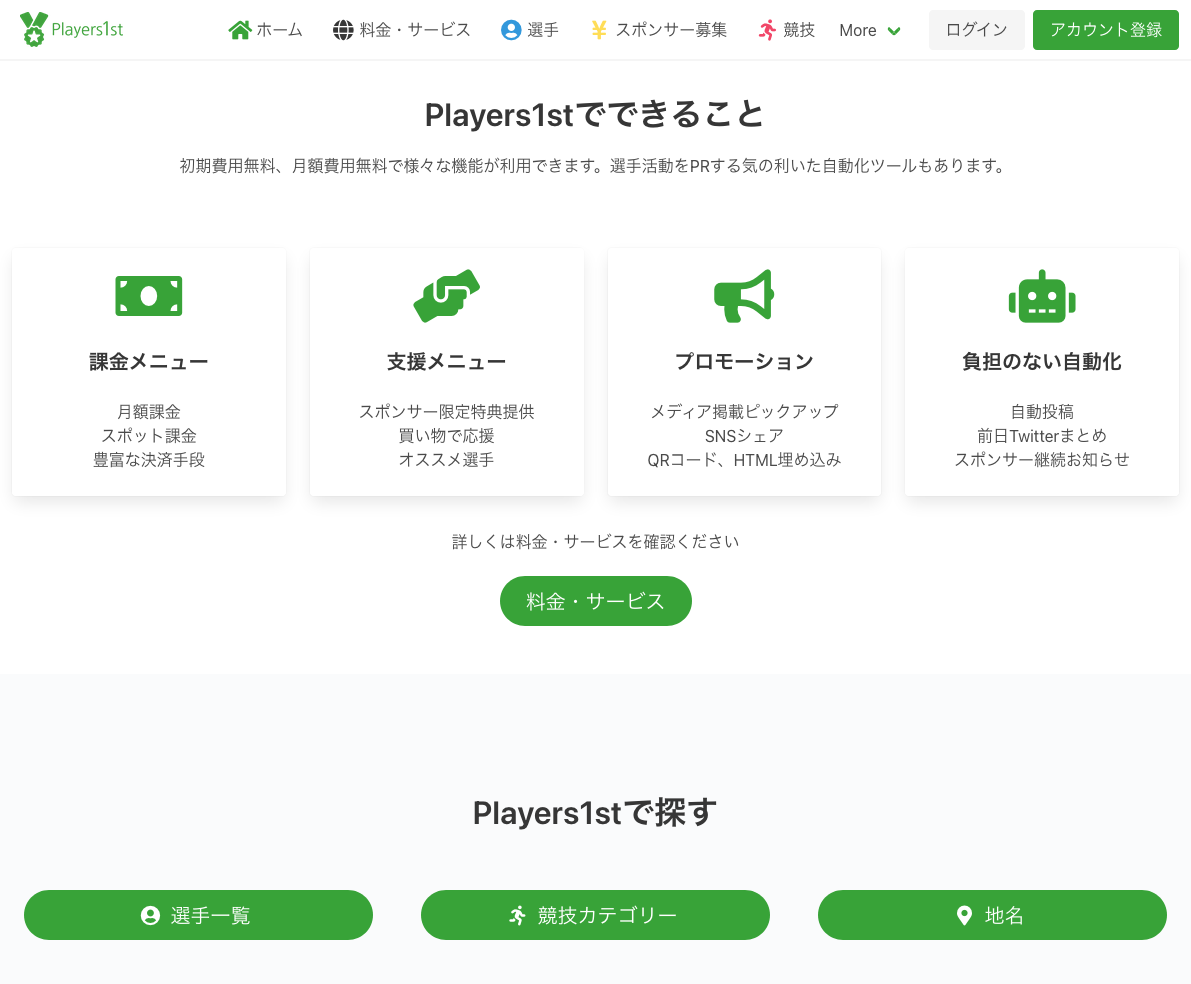 Players1st
ホーム
料金・サービス
選手
スポンサー募集
競技
More
ログイン
アカウント登録
Players1stでできること
初期費用無料、月額費用無料で様々な機能が利用できます。選手活動をPRする気の利いた自動化ツールもあります。
課金メニュー
月額課金
スポット課金
豊富な決済手段
支援メニュー
スポンサー限定特典提供
買い物で応援
オススメ選手
プロモーション
メディア掲載ピックアップ
SNSシェア
QRコード、HTML埋め込み
負担のない自動化
自動投稿
前日Twitterまとめ
スポンサー継続お知らせ
詳しくは料金・サービスを確認ください
料金・サービス
Players1stで探す
選手一覧
競技カテゴリー
地名